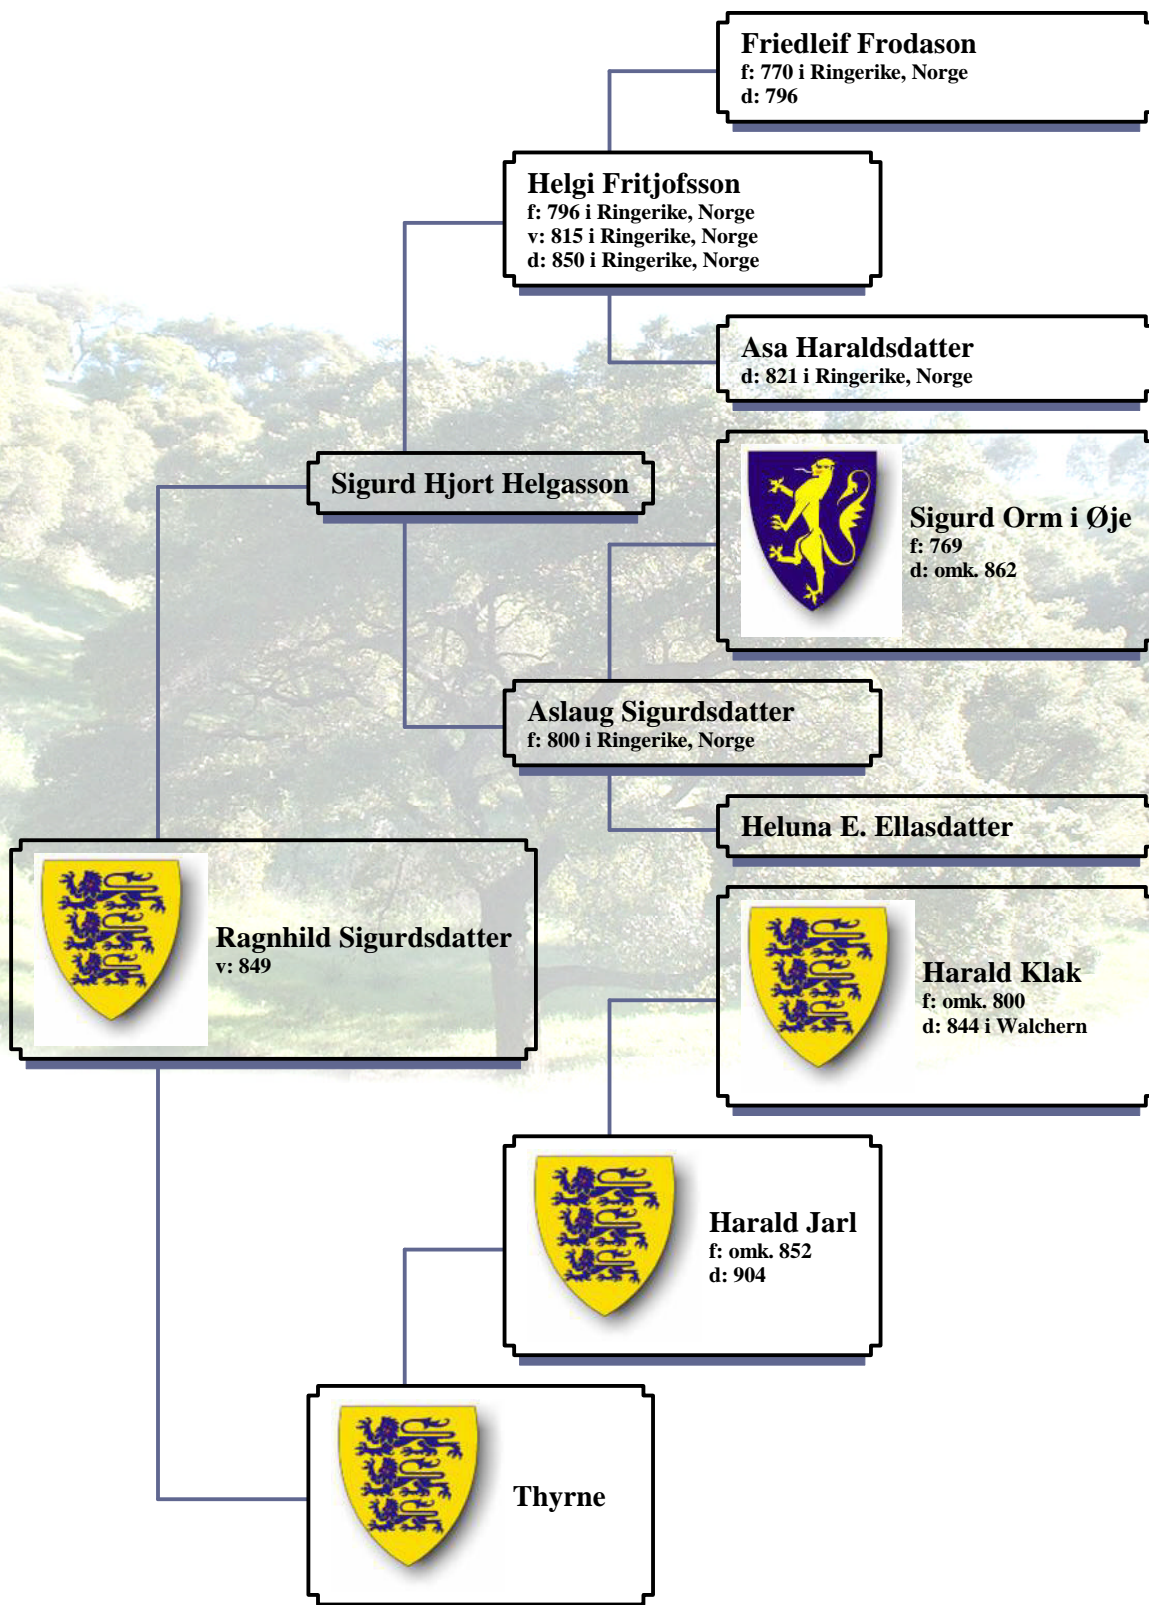 Friedleif Frodason
f: 770 i Ringerike, Norge
d: 796
Helgi Fritjofsson
f: 796 i Ringerike, Norge
v: 815 i Ringerike, Norge
d: 850 i Ringerike, Norge
Asa Haraldsdatter
d: 821 i Ringerike, Norge
Sigurd Hjort Helgasson
Sigurd Orm i Øje
f: 769
d: omk. 862
Aslaug Sigurdsdatter
f: 800 i Ringerike, Norge
Heluna E. Ellasdatter
Ragnhild Sigurdsdatter
v: 849
Harald Klak
f: omk. 800
d: 844 i Walchern
Harald Jarl
f: omk. 852
d: 904
Thyrne